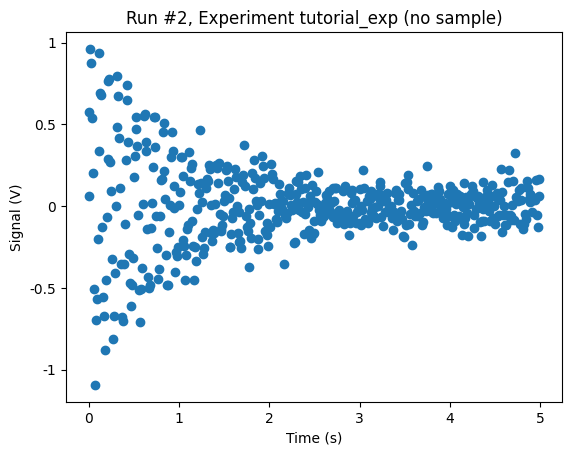 Run #2, Experiment tutorial_exp (no sample)
1
0.5
0
-0.5
-1
Signal (V)
0 1 2 3 4 5
Time (s)